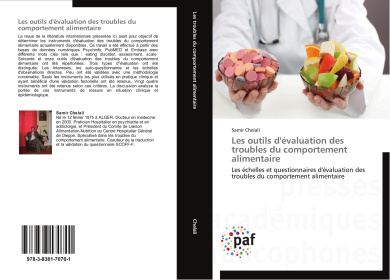 Les outils d'évaluation des troubles du
comportement alimentaire
La revue de la littérature internationale présentée ici avait pour objectif de
déterminer les instruments d'évaluation des troubles du comportement
alimentaire actuellement disponibles. Ce travail a été effectué à partir des
bases de données numériques PsycInfo, PubMED et Embase avec
différents mots clés tels que : eating disorder, assessment, scale.
Soixante et onze outils d'évaluation des troubles du comportement
alimentaire ont été répertoriés. Trois types d'évaluation ont été
distingués: Les interviews, les auto-questionnaires et les échelles
d'observations directes. Peu ont été validés avec une méthodologie
convenable. Seuls les instruments les plus utilisés en pratique courante et
ayant bénéficié d'une validation factorielle ont été retenus. Vingt quatre
instruments ont été retenus selon ces critères. La discussion analyse la
portée de ces instruments de mesure en situation clinique et
épidémiologique.
Samir Chelali
Né le 12 février 1975 à ALGER. Docteur en médecine
en 2009. Praticien Hospitalier en psychiatrie et en
addictologie, et Président du Comité de Liaison
Alimentation-Nutrition au Centre Hospitalier Général
de Dieppe. Spécialisé dans les troubles du
comportement alimentaire. Coauteur de la traduction
et la validation du questionnaire SCOFF-F.
978-3-8381-7070-1
Les troubles du comportement alimentaire
Chelali
Samir Chelali
Les outils d'évaluation des
troubles du comportement
alimentaire
Les échelles et questionnaires d'évaluation des
troubles du comportement alimentaire
presses
académiques
francophones
paf